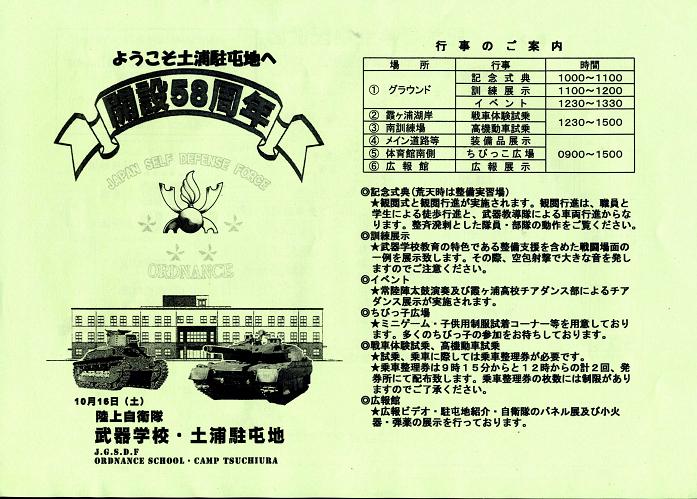 ようこそ土浦駐屯地へ
開設58周年
JAPAN SELF DEFENSE FORCE
ORDNANCE
10月16日（土）
陸上自衛隊
武器学校・土浦駐屯地
J.G.S.D.F
ORDNANCE SCHOOL・CAMP TSUCHIURA
行事のご案内
場所 行事 時間
① グラウンド 記念式典 1000～1100
訓練展示 1100～1200
イベント 1230～1330
② 霞ヶ浦湖岸 戦車体験試乗 1230～1500
③ 南訓練場 高機動車試乗
④ メイン道路等 装備品展示 0900～1500
⑤ 体育館南側 ちびっこ広場
⑥ 広報館 広報展示
◎記念式典（荒天時は整備実習場）
★観閲式と観閲行進が実施されます。観閲行進は、職員と
学生による徒歩行進と、武器教導隊による車両行進からな
ります。整斉溌剌とした隊員・部隊の動作をご覧ください。
◎訓練展示
★武器学校教育の特色である整備支援を含めた戦闘場面の
一例を展示致します。その際、空包射撃で大きな音を発し
ますのでご注意ください。
◎イベント
★常陸陣太鼓演奏及び霞ヶ浦高校チアダンス部によるチア
ダンス展示が実施されます。
◎ちびっ子広場
★ミニゲーム・子供用制服試着コーナー等を用意しており
ます。多くのちびっ子の参加をお待ちしております。
◎戦車体験試乗、高機動車試乗
★試乗、乗車に際しては乗車整理券が必要です。
★乗車整理券は９時１５分からと１２時からの計２回、発
券所にて配布致します。乗車整理券の枚数には制限があり
ますのでご了承ください。
◎広報館
★広報ビデオ・駐屯地紹介・自衛隊のパネル展及び小火
器・弾薬の展示を行っております。